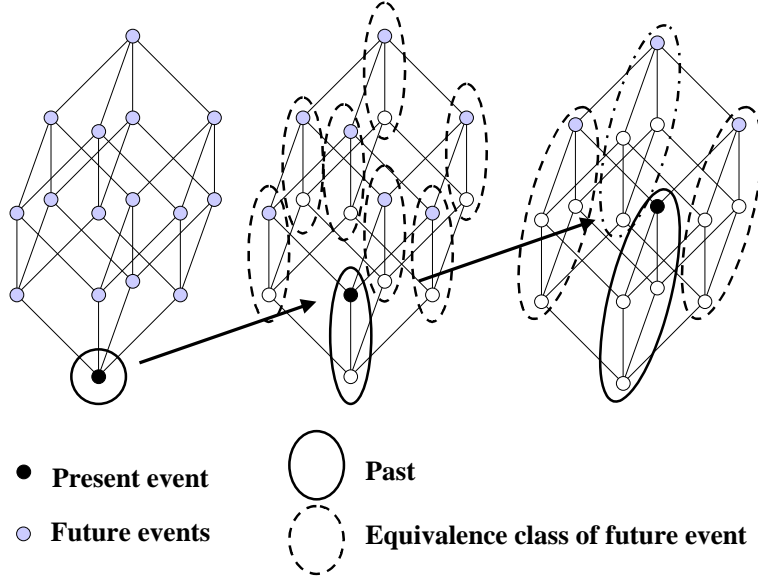 Present event
Past
Future events
Equivalence class of future event